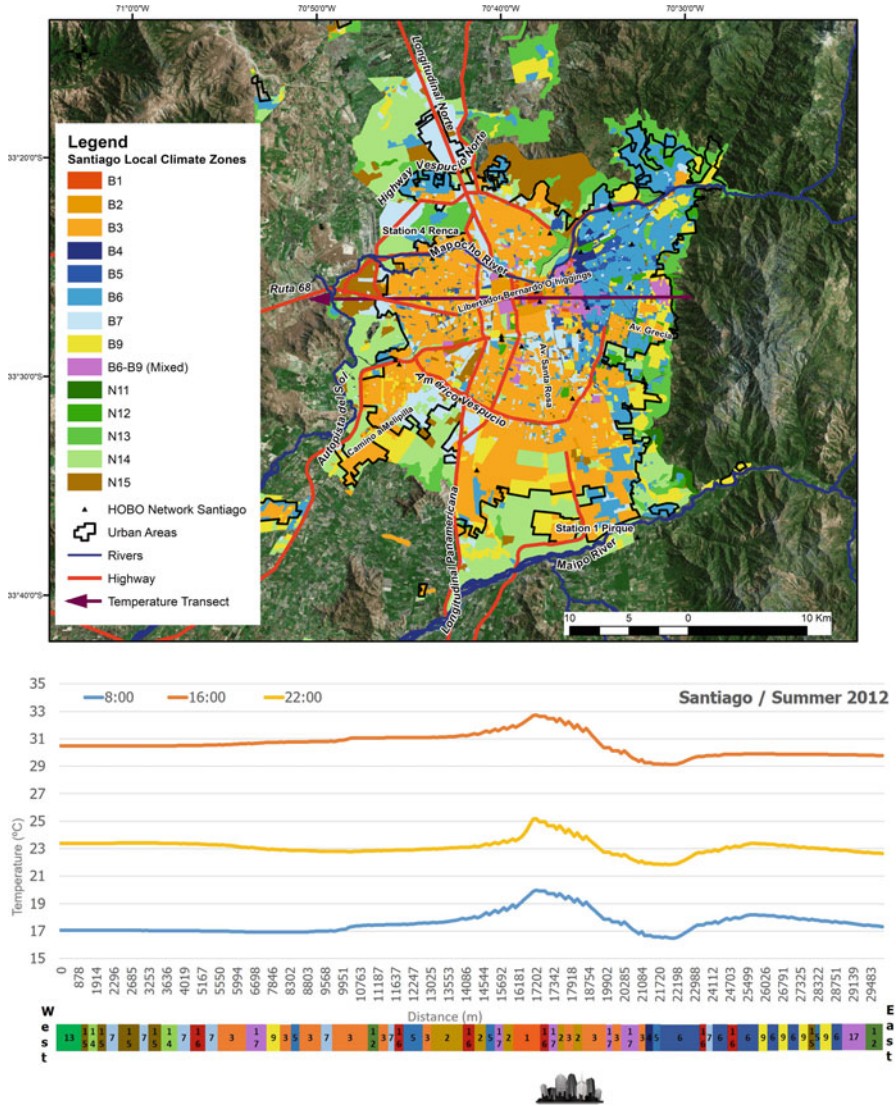 71°0'0"W
70°50'0"W
70°40'0"W
70°30'0"W
33°20'0"S
33°30'0"S
33°40'0"S
Legend
Santiago Local Climate Zones
B1
B2
B3
B4
B5
B6
B7
B9
B6-B9 (Mixed)
N11
N12
N13
N14
N15
HOBO Network Santiago
Urban Areas
Rivers
Highway
Temperature Transect
Longitudinal Norte
Highway Vespucio Norte
Station 4 Renca
Mapocho River
Ruta 68
Libertador Bernardo O higgings
Av. Grecia
Av. Santa Rosa
Américo Vespucio
Autopista del Sol
Camino a Melipilla
Longitudinal Panamericana
Station 1 Pirque
Maipo River
10 5 0 10 Km
Santiago / Summer 2012
8:00 16:00 22:00
Temperature (ºC)
35
33
31
29
27
25
23
21
19
17
15
0 878 1914 2296 2685 3253 3636 4019 5167 5550 5994 6698 7846 8302 8803 9568 9951 10763 11187 11637 12247 13025 13553 14086 14544 15692 16181 17202 17342 17918 18754 19902 20285 21084 21720 22198 22988 24112 24703 25499 26026 26791 27325 28322 28751 29139 29483
Distance (m)
West
East